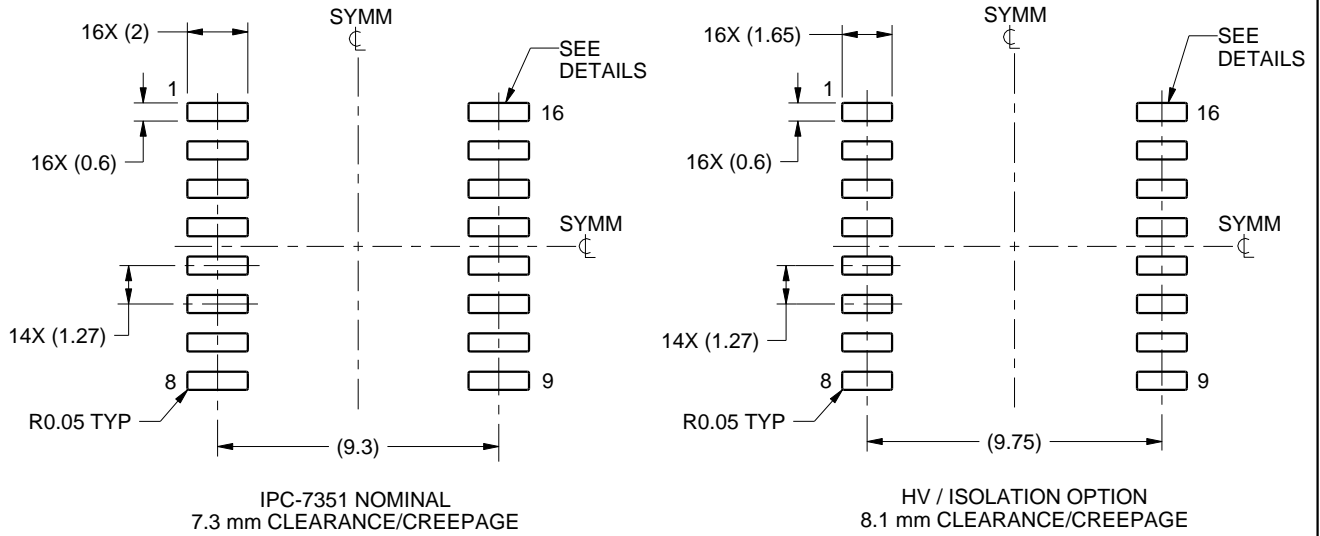 16X (2)
SYMM
℄
SEE
DETAILS
1
16
16X (0.6)
SYMM
℄
14X (1.27)
8
9
R0.05 TYP
(9.3)
IPC-7351 NOMINAL
7.3 mm CLEARANCE/CREEPAGE
16X (1.65)
SYMM
℄
SEE
DETAILS
1
16
16X (0.6)
SYMM
℄
14X (1.27)
8
9
R0.05 TYP
(9.75)
HV / ISOLATION OPTION
8.1 mm CLEARANCE/CREEPAGE